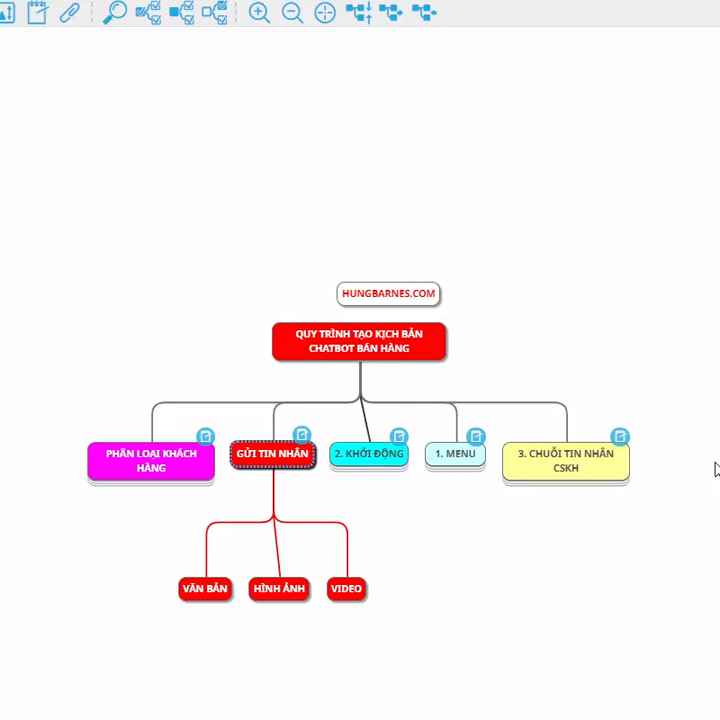 HUNGBARNES.COM
QUY TRÌNH TẠO KỊCH BẢN
CHATBOT BÁN HÀNG
PHÂN LOẠI KHÁCH
HÀNG
GỬI TIN NHẮN
2. KHỞI ĐỘNG
1. MENU
3. CHUỖI TIN NHẮN
CSKH
VĂN BẢN
HÌNH ẢNH
VIDEO